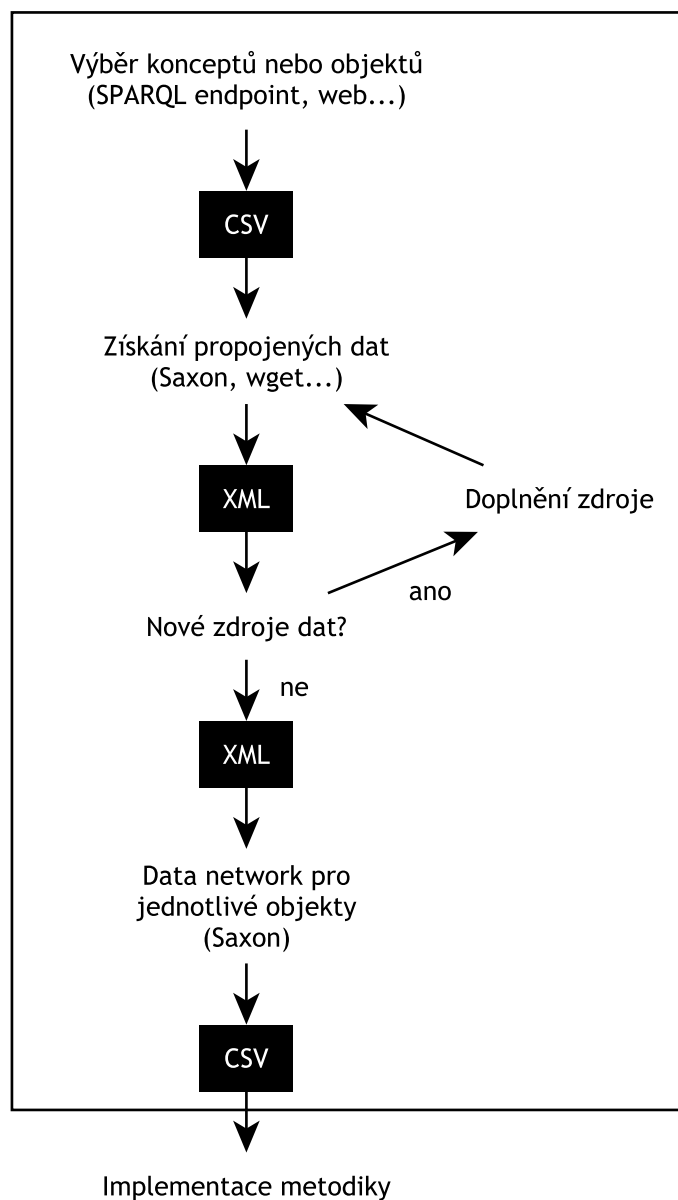 Výběr konceptů nebo objektů
(SPARQL endpoint, web...)
CSV
Získání propojených dat
(Saxon, wget...)
XML
Doplnění zdroje
ano
Nové zdroje dat?
ne
XML
Data network pro
jednotlivé objekty
(Saxon)
CSV
Implementace metodiky